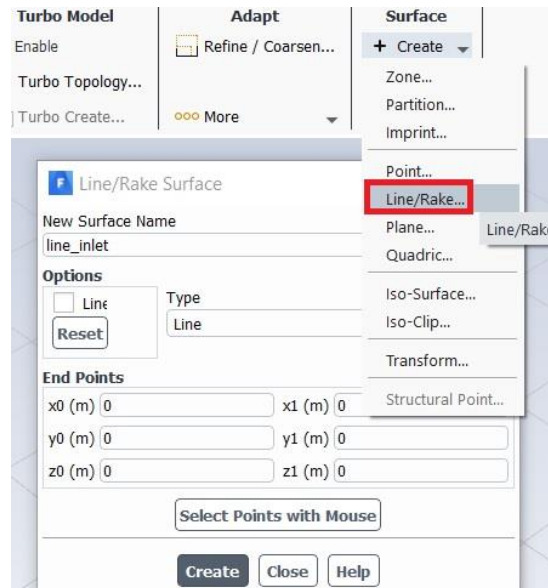 Turbo Model
Adapt
Surface
Enable
Refine / Coarsen...
+ Create
Turbo Topology...
Turbo Create...
More
Zone...
Partition...
Imprint...
Point...
Line/Rake...
Line/Rake
Plane...
Quadric...
Iso-Surface...
Iso-Clip...
Transform...
Structural Point...
F
Line/Rake Surface
New Surface Name
line_inlet
Options
Line
Reset
Type
Line
End Points
x0 (m) 0
x1 (m) 0
y0 (m) 0
y1 (m) 0
z0 (m) 0
z1 (m) 0
Select Points with Mouse
Create
Close
Help